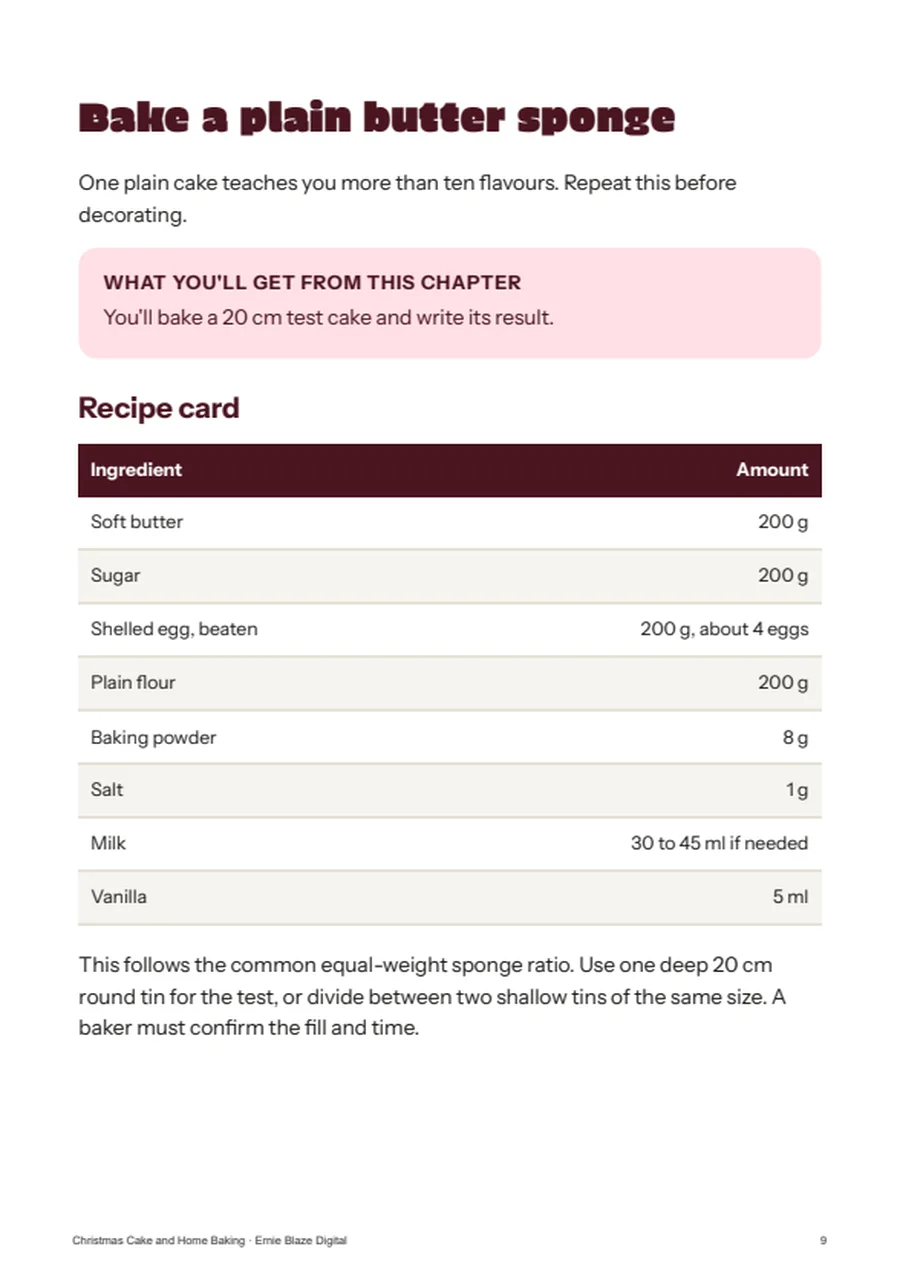 Bake a plain butter sponge
One plain cake teaches you more than ten flavours. Repeat this before
decorating.
WHAT YOU'LL GET FROM THIS CHAPTER
You'll bake a 20 cm test cake and write its result.
Recipe card
Ingredient Amount
Soft butter 200 g
Sugar 200 g
Shelled egg, beaten 200 g, about 4 eggs
Plain flour 200 g
Baking powder 8 g
Salt 1 g
Milk 30 to 45 ml if needed
Vanilla 5 ml
This follows the common equal-weight sponge ratio. Use one deep 20 cm
round tin for the test, or divide between two shallow tins of the same size. A
baker must confirm the fill and time.
Christmas Cake and Home Baking · Ernie Blaze Digital 9